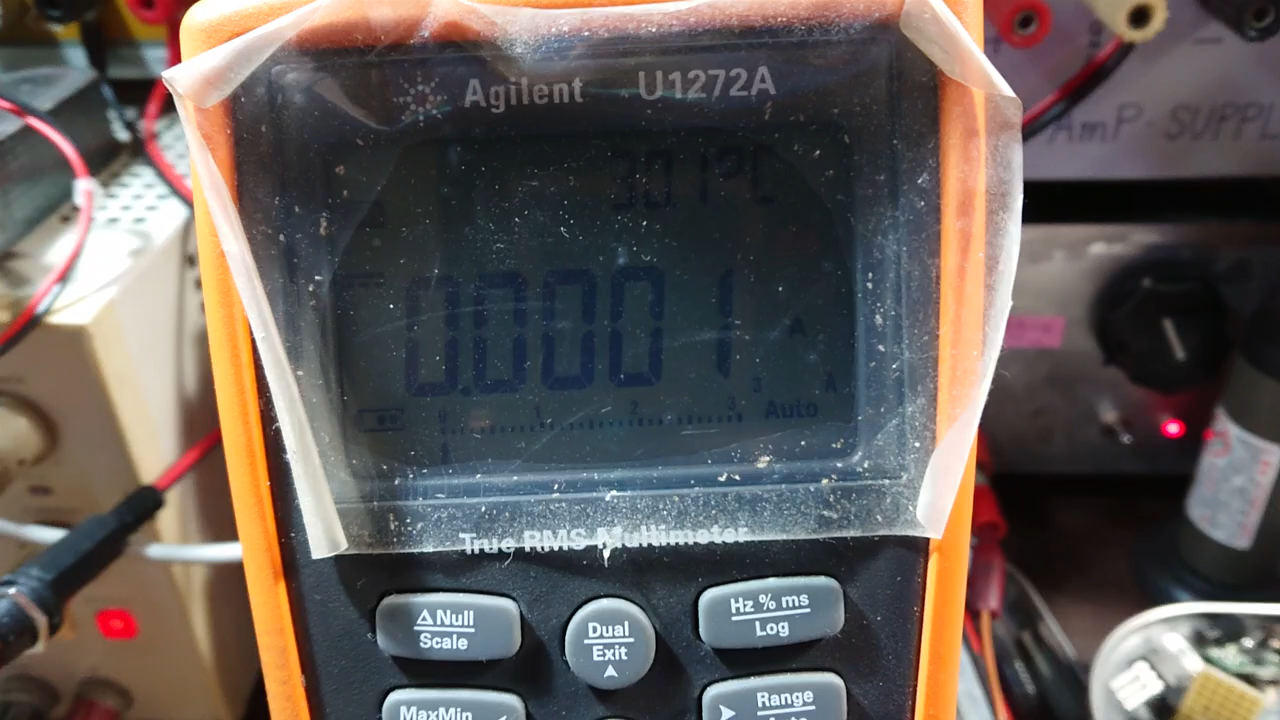 Agilent U1272A
AmP SUPPL
30.1°C
0.0001 A
0 1 2 3 3 A
Auto
True RMS Multimeter
ΔNull
Scale
Dual
Exit
Hz % ms
Log
MaxMin
Range
Auto